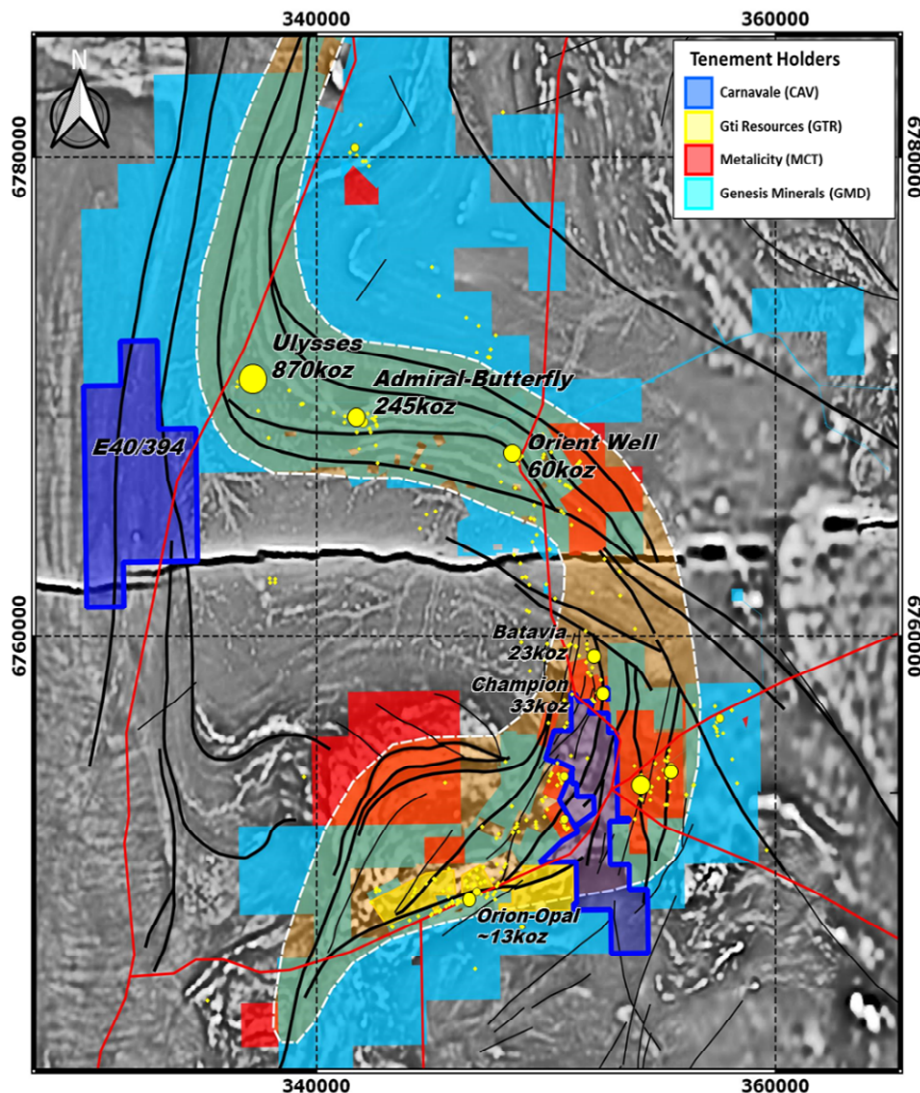 340000
360000
N
Tenement Holders
Carnavale (CAV)
Gti Resources (GTR)
Metalicity (MCT)
Genesis Minerals (GMD)
6780000
6780000
Ulysses
870koz
Admiral-Butterfly
245koz
E40/394
Orient Well
60koz
6760000
6760000
Batavia
23koz
Champion
33koz
Orion-Opal
~13koz
340000
360000